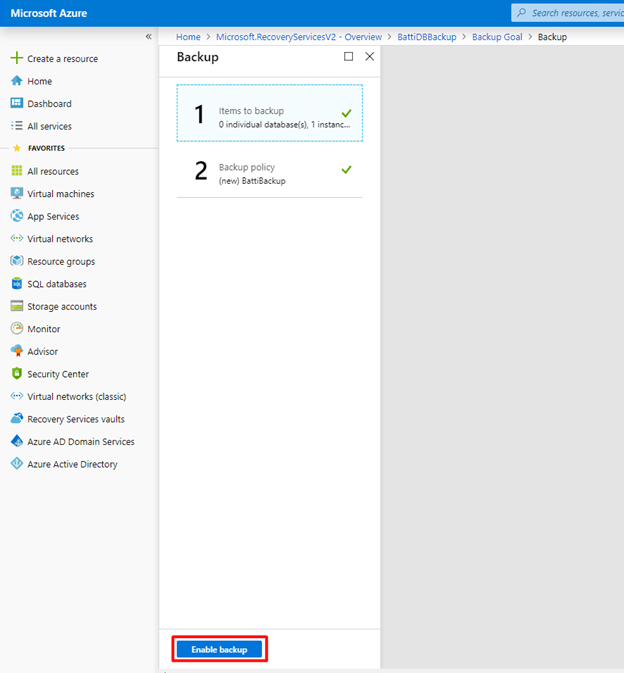 Microsoft Azure
Search resources, servic
«
Home > Microsoft.RecoveryServicesV2 - Overview > BattiDBBackup > Backup Goal > Backup
Create a resource
Home
Dashboard
All services
FAVORITES
All resources
Virtual machines
App Services
Virtual networks
Resource groups
SQL databases
Storage accounts
Monitor
Advisor
Security Center
Virtual networks (classic)
Recovery Services vaults
Azure AD Domain Services
Azure Active Directory
Backup
1
Items to backup
0 individual database(s), 1 instanc...
2
Backup policy
(new) BattiBackup
Enable backup